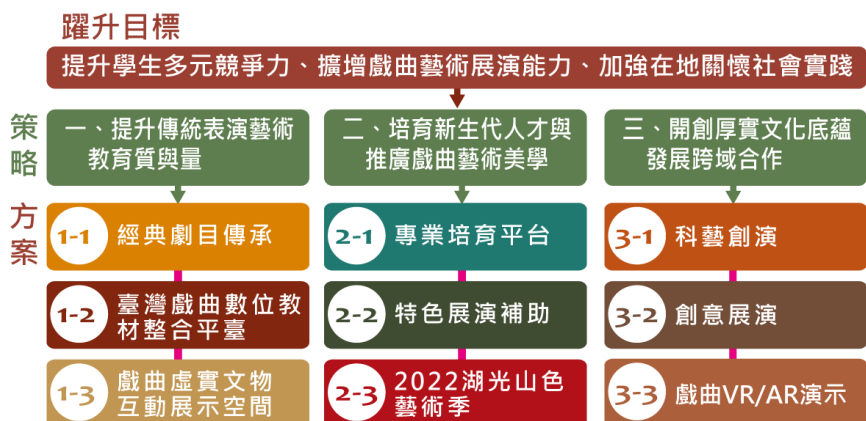 躍升目標
提升學生多元競爭力、擴增戲曲藝術展演能力、加強在地關懷社會實踐
策略
一、提升傳統表演藝術
教育質與量
二、培育新生代人才與
推廣戲曲藝術美學
三、開創厚實文化底蘊
發展跨域合作
方案
1-1 經典劇目傳承
2-1 專業培育平台
3-1 科藝創演
1-2 臺灣戲曲數位教
材整合平臺
2-2 特色展演補助
3-2 創意展演
1-3 戲曲虛實文物
互動展示空間
2-3 2022湖光山色
藝術季
3-3 戲曲VR/AR演示